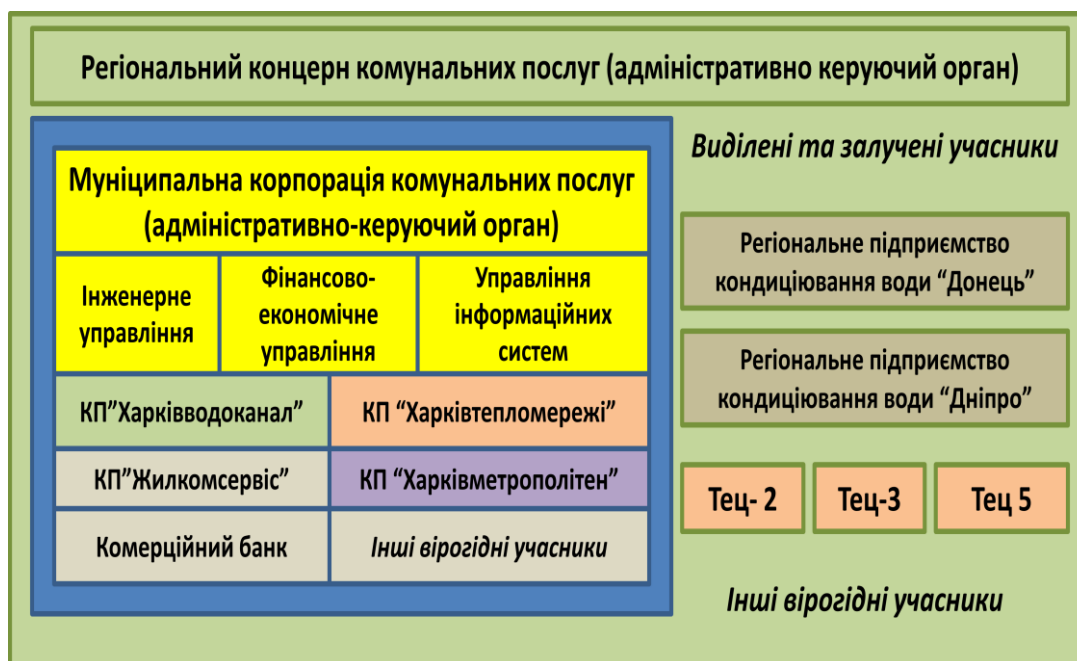 Регіональний концерн комунальних послуг (адміністративно керуючий орган)
Муніципальна корпорація комунальних послуг
(адміністративно-керуючий орган)
Інженерне
управління
Фінансово-
економічне
управління
Управління
інформаційних
систем
КП”Харківводоканал”
КП “Харківтепломережі”
КП”Жилкомсервіс”
КП “Харківметрополітен”
Комерційний банк
Інші вірогідні учасники
Виділені та залучені учасники
Регіональне підприємство
кондиціювання води “Донець”
Регіональне підприємство
кондиціювання води “Дніпро”
Тец- 2
Тец-3
Тец 5
Інші вірогідні учасники